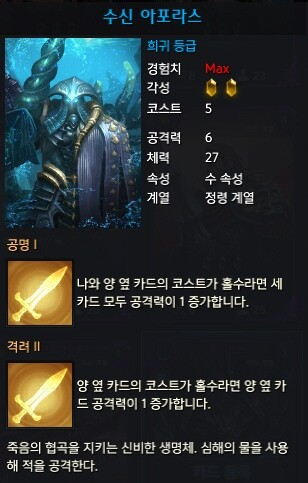 수신 아포라스
희귀 등급
경험치 Max
각성
코스트 5
공격력 6
체력 27
속성 수 속성
계열 정령 계열
공명 I
나와 양 옆 카드의 코스트가 홀수라면 세
카드 모두 공격력이 1 증가합니다.
격려 II
양 옆 카드의 코스트가 홀수라면 양 옆 카
드 공격력이 1 증가합니다.
죽음의 협곡을 지키는 신비한 생명체. 심해의 물을 사용
해 적을 공격한다.